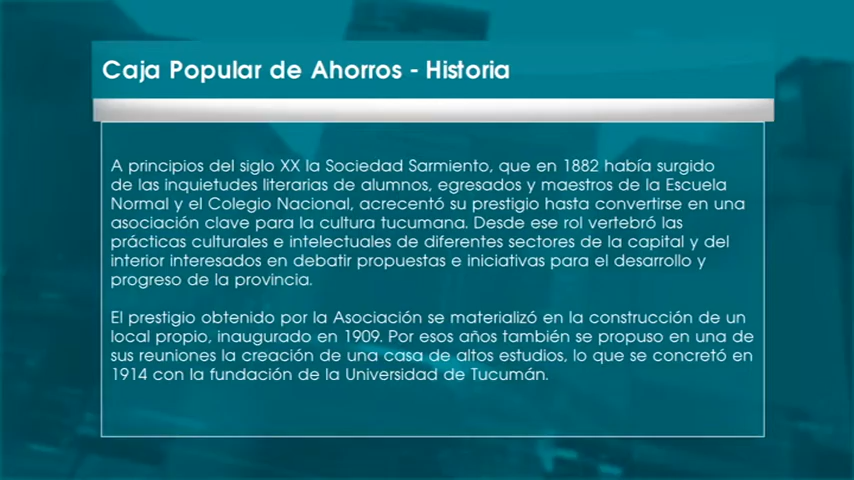 Caja Popular de Ahorros - Historia
A principios del siglo XX la Sociedad Sarmiento, que en 1882 había surgido
de las inquietudes literarias de alumnos, egresados y maestros de la Escuela
Normal y el Colegio Nacional, acrecentó su prestigio hasta convertirse en una
asociación clave para la cultura tucumana. Desde ese rol vertebró las
prácticas culturales e intelectuales de diferentes sectores de la capital y del
interior interesados en debatir propuestas e iniciativas para el desarrollo y
progreso de la provincia.
El prestigio obtenido por la Asociación se materializó en la construcción de un
local propio, inaugurado en 1909. Por esos años también se propuso en una de
sus reuniones la creación de una casa de altos estudios, lo que se concretó en
1914 con la fundación de la Universidad de Tucumán.